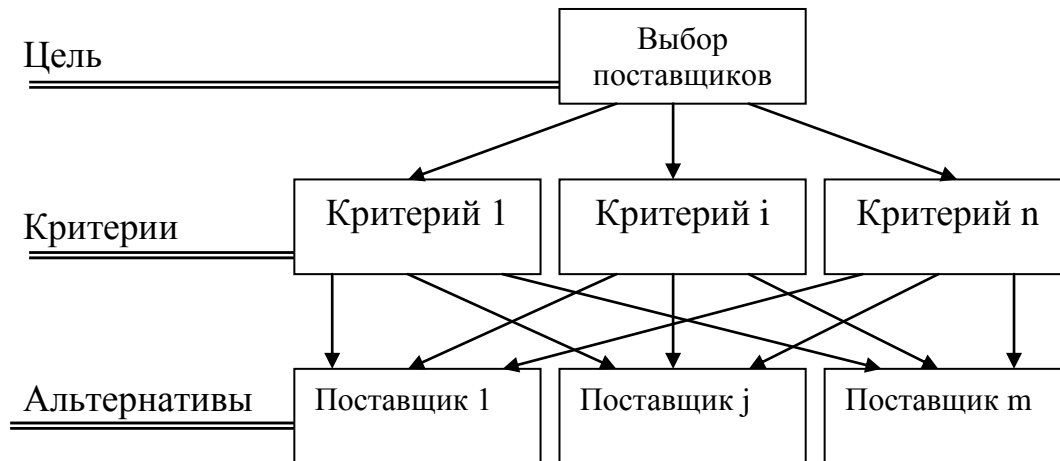 Цель
Выбор
поставщиков
Критерии
Критерий 1
Критерий i
Критерий n
Альтернативы
Поставщик 1
Поставщик j
Поставщик m